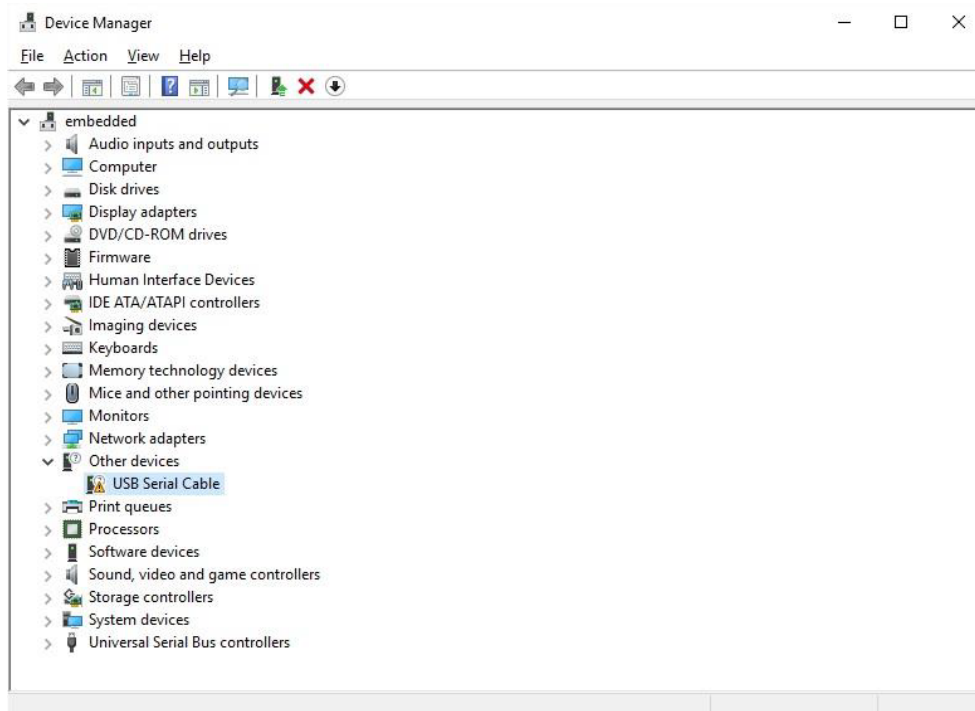 Device Manager
File Action View Help
embedded
Audio inputs and outputs
Computer
Disk drives
Display adapters
DVD/CD-ROM drives
Firmware
Human Interface Devices
IDE ATA/ATAPI controllers
Imaging devices
Keyboards
Memory technology devices
Mice and other pointing devices
Monitors
Network adapters
Other devices
USB Serial Cable
Print queues
Processors
Software devices
Sound, video and game controllers
Storage controllers
System devices
Universal Serial Bus controllers